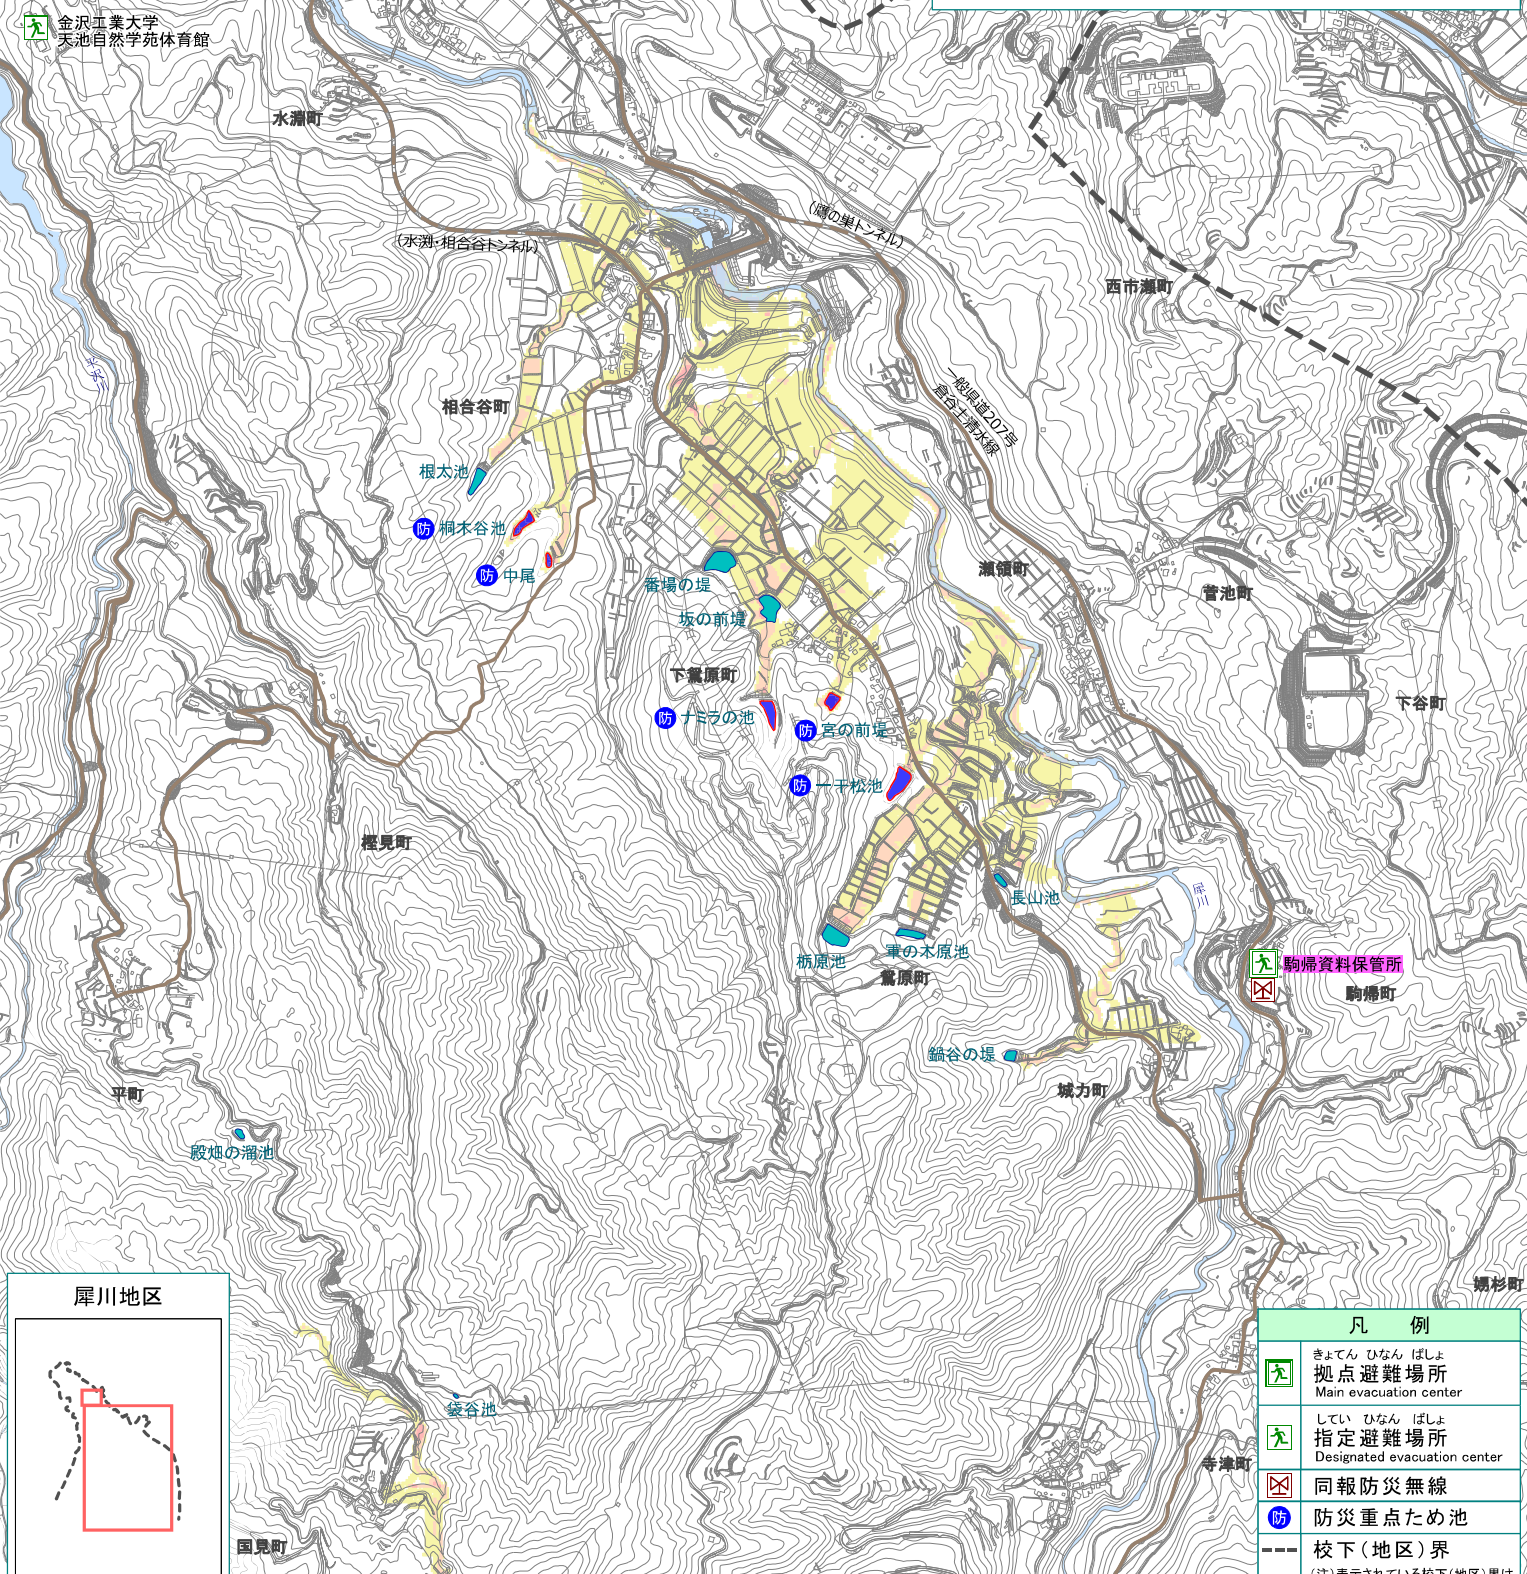 金沢工業大学
天池自然学苑体育館
水淵町
(水渕・相合谷トンネル)
(鷹の巣トンネル)
西市瀬町
一般県道207号
倉谷土清水線
相合谷町
根太池
防 桐木谷池
防 中尾
番場の堤
坂の前堤
瀬領町
菅池町
下鴛原町
防 ナミラの池
防 宮の前堤
下谷町
防 一千松池
樫見町
長山池
犀川
栃原池
軍の木原池
鴛原町
駒帰資料保管所
駒帰町
鍋谷の堤
城力町
平町
殿畑の溜池
娚杉町
犀川地区
袋谷池
寺津町
国見町
凡 例
きょてん ひなん ばしょ
拠点避難場所
Main evacuation center
してい ひなん ばしょ
指定避難場所
Designated evacuation center
同報防災無線
防 防災重点ため池
校下(地区)界